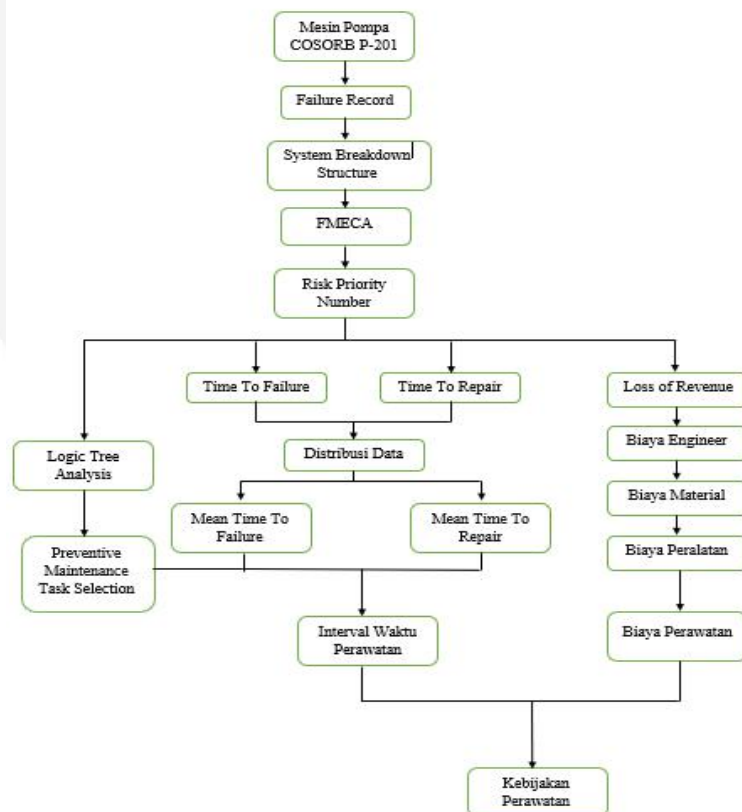 Mesin Pompa
COSORB P-201
Failure Record
System Breakdown
Structure
FMECA
Risk Priority
Number
Time To Failure
Time To Repair
Loss of Revenue
Logic Tree
Analysis
Distribusi Data
Biaya Engineer
Mean Time To
Failure
Mean Time To
Repair
Biaya Material
Preventive
Maintenance
Task Selection
Biaya Peralatan
Interval Waktu
Perawatan
Biaya Perawatan
Kebijakan
Perawatan